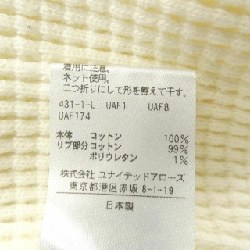 着用に注意。
ネット使用。
二つ折りにして形を整えて干す。
431-1-L UAF1 UAF8
UAF174
本体 コットン 100%
リブ部分 コットン 99%
ポリウレタン 1%
株式会社 ユナイテッドアローズ
東京都港区赤坂 8-1-19
日本製